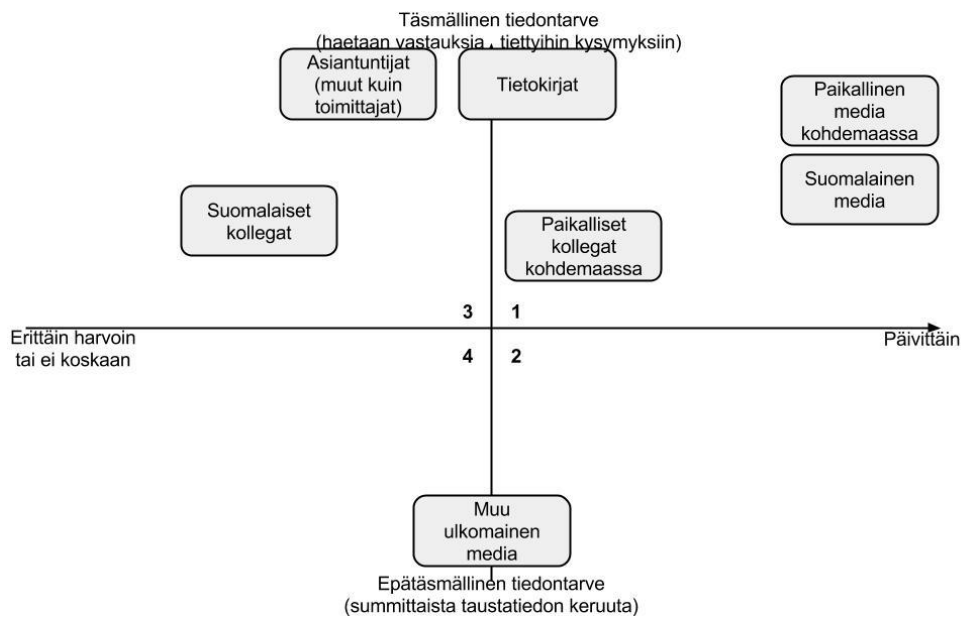 Täsmällinen tiedontarve
(haetaan vastauksia tiettyihin kysymyksiin)
Asiantuntijat
(muut kuin
toimittajat)
Tietokirjat
Paikallinen
media
kohdemaassa
Suomalainen
media
Suomalaiset
kollegat
Paikalliset
kollegat
kohdemaassa
3 1
Erittäin harvoin
tai ei koskaan
Päivittäin
4 2
Muu
ulkomainen
media
Epätäsmällinen tiedontarve
(summittaista taustatiedon keruuta)